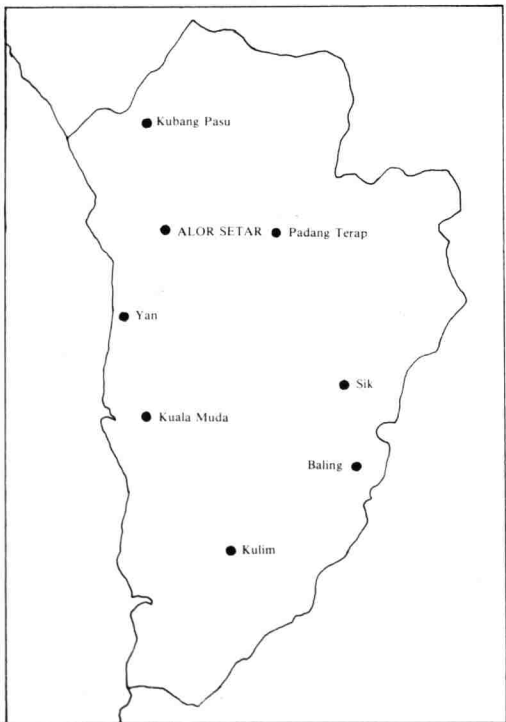 Kubang Pasu
ALOR SETAR
Padang Terap
Yan
Sik
Kuala Muda
Baling
Kulim